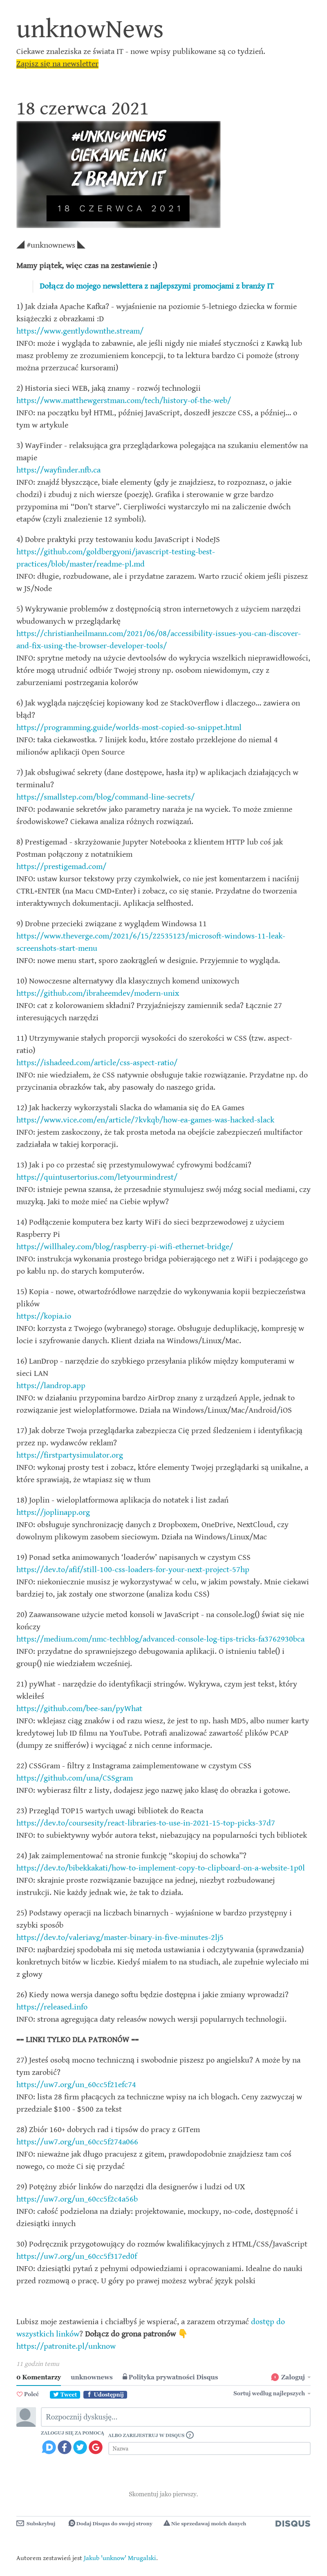 unknowNews
Ciekawe znaleziska ze świata IT - nowe wpisy publikowane są co tydzień.
Zapisz się na newsletter
18 czerwca 2021
#UNKNOWNEWS
CIEKAWE LINKI
Z BRANŻY IT
18 CZERWCA 2021
◢ #unknownews ◣
Mamy piątek, więc czas na zestawienie :)
Dołącz do mojego newslettera z najlepszymi promocjami z branży IT
1) Jak działa Apache Kafka? - wyjaśnienie na poziomie 5-letniego dziecka w formie
książeczki z obrazkami :D
https://www.gentlydownthe.stream/
INFO: może i wygląda to zabawnie, ale jeśli nigdy nie miałeś styczności z Kawką lub
masz problemy ze zrozumieniem koncepcji, to ta lektura bardzo Ci pomoże (strony
można przerzucać kursorami)
2) Historia sieci WEB, jaką znamy - rozwój technologii
https://www.matthewgerstman.com/tech/history-of-the-web/
INFO: na początku był HTML, później JavaScript, doszedł jeszcze CSS, a później... o
tym w artykule
3) WayFinder - relaksująca gra przeglądarkowa polegająca na szukaniu elementów na
mapie
https://wayfinder.nfb.ca
INFO: znajdź błyszczące, białe elementy (gdy je znajdziesz, to rozpoznasz, o jakie
chodzi) i zbuduj z nich wiersze (poezję). Grafika i sterowanie w grze bardzo
przypomina mi “Don’t starve”. Cierpliwości wystarczyło mi na zaliczenie dwóch
etapów (czyli znalezienie 12 symboli).
4) Dobre praktyki przy testowaniu kodu JavaScript i NodeJS
https://github.com/goldbergyoni/javascript-testing-best-
practices/blob/master/readme-pl.md
INFO: długie, rozbudowane, ale i przydatne zarazem. Warto rzucić okiem jeśli piszesz
w JS/Node
5) Wykrywanie problemów z dostępnością stron internetowych z użyciem narzędzi
wbudowanych w przeglądarkę
https://christianheilmann.com/2021/06/08/accessibility-issues-you-can-discover-
and-fix-using-the-browser-developer-tools/
INFO: sprytne metody na użycie devtoolsów do wykrycia wszelkich nieprawidłowości,
które mogą utrudnić odbiór Twojej strony np. osobom niewidomym, czy z
zaburzeniami postrzegania kolorów
6) Jak wygląda najczęściej kopiowany kod ze StackOverflow i dlaczego... zawiera on
błąd?
https://programming.guide/worlds-most-copied-so-snippet.html
INFO: taka ciekawostka. 7 linijek kodu, które zostało przeklejone do niemal 4
milionów aplikacji Open Source
7) Jak obsługiwać sekrety (dane dostępowe, hasła itp) w aplikacjach działających w
terminalu?
https://smallstep.com/blog/command-line-secrets/
INFO: podawanie sekretów jako parametry naraża je na wyciek. To może zmienne
środowiskowe? Ciekawa analiza różnych rozwiązań.
8) Prestigemad - skrzyżowanie Jupyter Notebooka z klientem HTTP lub coś jak
Postman połączony z notatnikiem
https://prestigemad.com/
INFO: ustaw kursor tekstowy przy czymkolwiek, co nie jest komentarzem i naciśnij
CTRL+ENTER (na Macu CMD+Enter) i zobacz, co się stanie. Przydatne do tworzenia
interaktywnych dokumentacji. Aplikacja selfhosted.
9) Drobne przecieki związane z wyglądem Windowsa 11
https://www.theverge.com/2021/6/15/22535123/microsoft-windows-11-leak-
screenshots-start-menu
INFO: nowe menu start, sporo zaokrągleń w designie. Przyjemnie to wygląda.
10) Nowoczesne alternatywy dla klasycznych komend unixowych
https://github.com/ibraheemdev/modern-unix
INFO: cat z kolorowaniem składni? Przyjaźniejszy zamiennik seda? Łącznie 27
interesujących narzędzi
11) Utrzymywanie stałych proporcji wysokości do szerokości w CSS (tzw. aspect-
ratio)
https://ishadeed.com/article/css-aspect-ratio/
INFO: nie wiedziałem, że CSS natywnie obsługuje takie rozwiązanie. Przydatne np. do
przycinania obrazków tak, aby pasowały do naszego grida.
12) Jak hackerzy wykorzystali Slacka do włamania się do EA Games
https://www.vice.com/en/article/7kvkqb/how-ea-games-was-hacked-slack
INFO: jestem zaskoczony, że tak prosta metoda na obejście zabezpieczeń multifactor
zadziałała w takiej korporacji.
13) Jak i po co przestać się przestymulowywać cyfrowymi bodźcami?
https://quintusertorius.com/letyourmindrest/
INFO: istnieje pewna szansa, że przesadnie stymulujesz swój mózg social mediami, czy
muzyką. Jaki to może mieć na Ciebie wpływ?
14) Podłączenie komputera bez karty WiFi do sieci bezprzewodowej z użyciem
Raspberry Pi
https://willhaley.com/blog/raspberry-pi-wifi-ethernet-bridge/
INFO: instrukcja wykonania prostego bridga pobierającego net z WiFi i podającego go
po kablu np. do starych komputerów.
15) Kopia - nowe, otwartoźródłowe narzędzie do wykonywania kopii bezpieczeństwa
plików
https://kopia.io
INFO: korzysta z Twojego (wybranego) storage. Obsługuje deduplikację, kompresję w
locie i szyfrowanie danych. Klient działa na Windows/Linux/Mac.
16) LanDrop - narzędzie do szybkiego przesyłania plików między komputerami w
sieci LAN
https://landrop.app
INFO: w działaniu przypomina bardzo AirDrop znany z urządzeń Apple, jednak to
rozwiązanie jest wieloplatformowe. Działa na Windows/Linux/Mac/Android/iOS
17) Jak dobrze Twoja przeglądarka zabezpiecza Cię przed śledzeniem i identyfikacją
przez np. wydawców reklam?
https://firstpartysimulator.org
INFO: wykonaj prosty test i zobacz, które elementy Twojej przeglądarki są unikalne, a
które sprawiają, że wtapiasz się w tłum
18) Joplin - wieloplatformowa aplikacja do notatek i list zadań
https://joplinapp.org
INFO: obsługuje synchronizację danych z Dropboxem, OneDrive, NextCloud, czy
dowolnym plikowym zasobem sieciowym. Działa na Windows/Linux/Mac
19) Ponad setka animowanych ‘loaderów’ napisanych w czystym CSS
https://dev.to/afif/still-100-css-loaders-for-your-next-project-57hp
INFO: niekoniecznie musisz je wykorzystywać w celu, w jakim powstały. Mnie ciekawi
bardziej to, jak zostały one stworzone (analiza kodu CSS)
20) Zaawansowane użycie metod konsoli w JavaScript - na console.log() świat się nie
kończy
https://medium.com/nmc-techblog/advanced-console-log-tips-tricks-fa3762930bca
INFO: przydatne do sprawniejszego debugowania aplikacji. O istnieniu table() i
group() nie wiedziałem wcześniej.
21) pyWhat - narzędzie do identyfikacji stringów. Wykrywa, czym jest tekst, który
wkleiłeś
https://github.com/bee-san/pyWhat
INFO: wklejasz ciąg znaków i od razu wiesz, że jest to np. hash MD5, albo numer karty
kredytowej lub ID filmu na YouTube. Potrafi analizować zawartość plików PCAP
(dumpy ze snifferów) i wyciągać z nich cenne informacje.
22) CSSGram - filtry z Instagrama zaimplementowane w czystym CSS
https://github.com/una/CSSgram
INFO: wybierasz filtr z listy, dodajesz jego nazwę jako klasę do obrazka i gotowe.
23) Przegląd TOP15 wartych uwagi bibliotek do Reacta
https://dev.to/coursesity/react-libraries-to-use-in-2021-15-top-picks-37d7
INFO: to subiektywny wybór autora tekst, niebazujący na popularności tych bibliotek
24) Jak zaimplementować na stronie funkcję “skopiuj do schowka”?
https://dev.to/bibekkakati/how-to-implement-copy-to-clipboard-on-a-website-1p0l
INFO: skrajnie proste rozwiązanie bazujące na jednej, niezbyt rozbudowanej
instrukcji. Nie każdy jednak wie, że tak to działa.
25) Podstawy operacji na liczbach binarnych - wyjaśnione w bardzo przystępny i
szybki sposób
https://dev.to/valeriavg/master-binary-in-five-minutes-2lj5
INFO: najbardziej spodobała mi się metoda ustawiania i odczytywania (sprawdzania)
konkretnych bitów w liczbie. Kiedyś miałem to na studiach, ale zupełnie wyleciało mi
z głowy
26) Kiedy nowa wersja danego softu będzie dostępna i jakie zmiany wprowadzi?
https://released.info
INFO: strona agregująca daty releasów nowych wersji popularnych technologii.
== LINKI TYLKO DLA PATRONÓW ==
27) Jesteś osobą mocno techniczną i swobodnie piszesz po angielsku? A może by na
tym zarobić?
https://uw7.org/un_60cc5f21efc74
INFO: lista 28 firm płacących za techniczne wpisy na ich blogach. Ceny zazwyczaj w
przedziale $100 - $500 za tekst
28) Zbiór 160+ dobrych rad i tipsów do pracy z GITem
https://uw7.org/un_60cc5f274a066
INFO: nieważne jak długo pracujesz z gitem, prawdopodobnie znajdziesz tam coś
nowego, co może Ci się przydać
29) Potężny zbiór linków do narzędzi dla designerów i ludzi od UX
https://uw7.org/un_60cc5f2c4a56b
INFO: całość podzielona na działy: projektowanie, mockupy, no-code, dostępność i
dziesiątki innych
30) Podręcznik przygotowujący do rozmów kwalifikacyjnych z HTML/CSS/JavaScript
https://uw7.org/un_60cc5f317ed0f
INFO: dziesiątki pytań z pełnymi odpowiedziami i opracowaniami. Idealne do nauki
przed rozmową o pracę. U góry po prawej możesz wybrać język polski
Lubisz moje zestawienia i chciałbyś je wspierać, a zarazem otrzymać dostęp do
wszystkich linków? Dołącz do grona patronów 👇
https://patronite.pl/unknow
11 godzin temu
0 Komentarzy unknownews Polityka prywatności Disqus 1 Zaloguj
Poleć Tweet Udostępnij Sortuj według najlepszych
Rozpocznij dyskusję...
ZALOGUJ SIĘ ZA POMOCĄ
ALBO ZAREJESTRUJ W DISQUS ?
Nazwa
Skomentuj jako pierwszy.
Subskrybuj Dodaj Disqus do swojej strony Nie sprzedawaj moich danych DISQUS
Autorem zestawień jest Jakub 'unknow' Mrugalski.